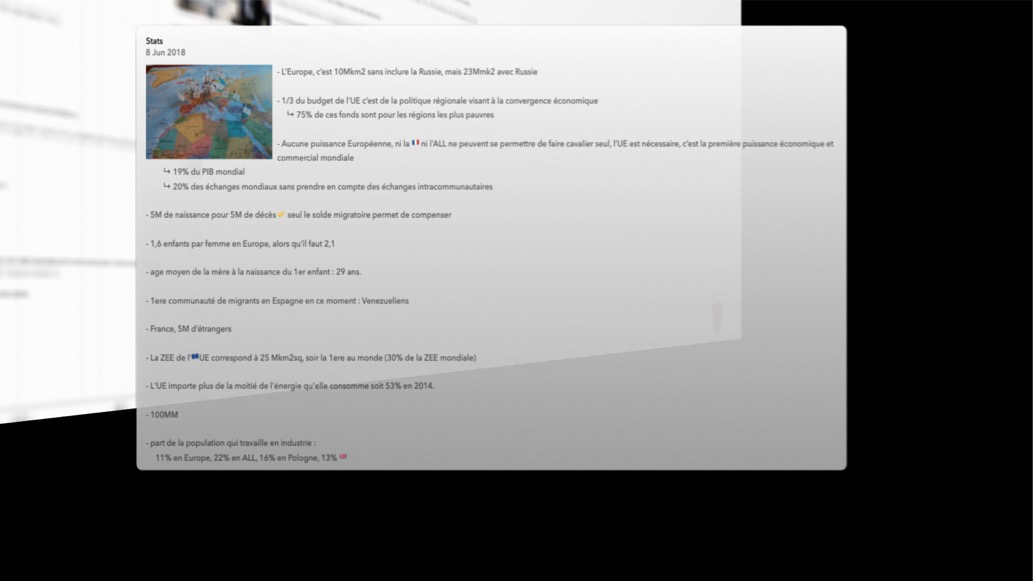 Stats
8 Jun 2018
- L'Europe, c'est 10Mkm2 sans inclure la Russie, mais 23Mmk2 avec Russie
- 1/3 du budget de l'UE c'est de la politique régionale visant à la convergence économique
↳ 75% de ces fonds sont pour les régions les plus pauvres
- Aucune puissance Européenne, ni la 🇫🇷 ni l'ALL ne peuvent se permettre de faire cavalier seul, l'UE est nécessaire, c'est la première puissance économique et
commercial mondiale
↳ 19% du PIB mondial
↳ 20% des échanges mondiaux sans prendre en compte des échanges intracommunautaires
- 5M de naissance pour 5M de décès seul le solde migratoire permet de compenser
- 1,6 enfants par femme en Europe, alors qu'il faut 2,1
- age moyen de la mère à la naissance du 1er enfant : 29 ans.
- 1ere communauté de migrants en Espagne en ce moment : Venezueliens
- France, 5M d'étrangers
- La ZEE de l'🇪🇺UE correspond à 25 Mkm2sq, soir la 1ere au monde (30% de la ZEE mondiale)
- L'UE importe plus de la moitié de l'énergie qu'elle consomme soit 53% en 2014.
- 100MM
- part de la population qui travaille en industrie :
11% en Europe, 22% en ALL, 16% en Pologne, 13%